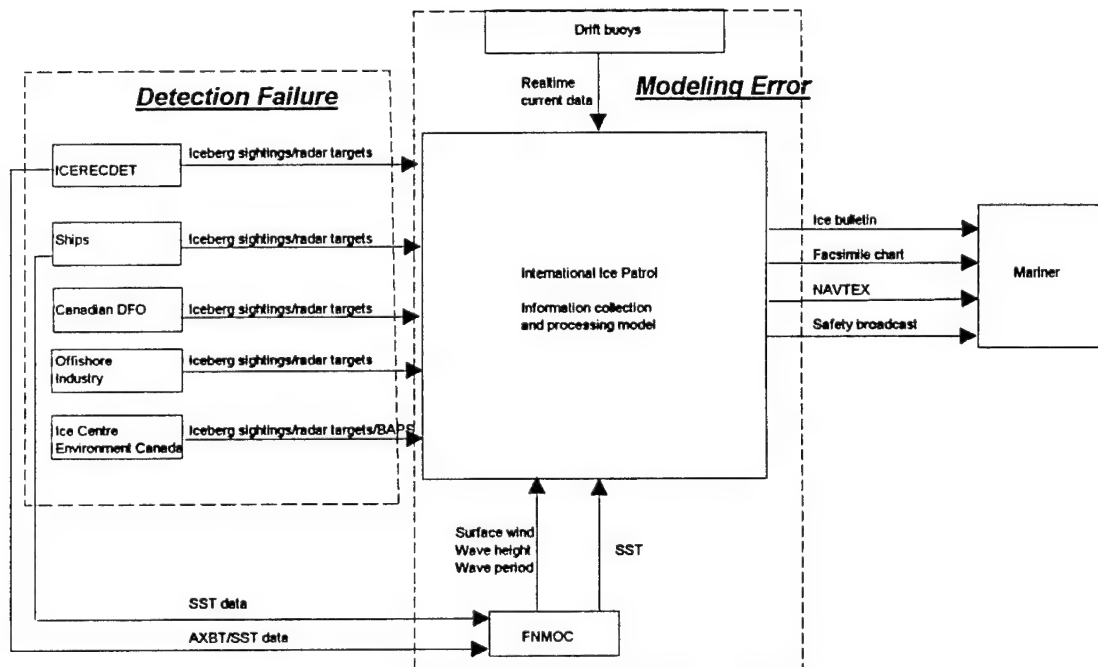 Drift buoys
Realtime
current data
Modeling Error
Detection Failure
ICERECDET
Iceberg sightings/radar targets
Ships
Iceberg sightings/radar targets
Canadian DFO
Iceberg sightings/radar targets
Offishore
Industry
Iceberg sightings/radar targets
Ice Centre
Environment Canada
Iceberg sightings/radar targets/BAPS
International Ice Patrol
Information collection
and processing model
Ice bulletin
Facsimile chart
NAVTEX
Safety broadcast
Mariner
Surface wind
Wave height
Wave period
SST
SST data
AXBT/SST data
FNMOC